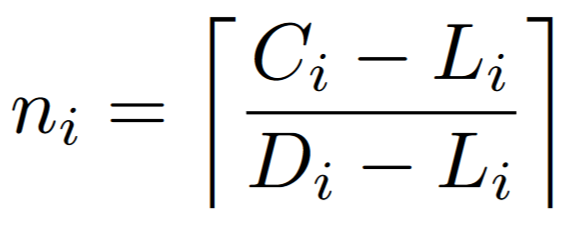 n_i = ⌈(C_i − L_i)/(D_i − L_i)⌉